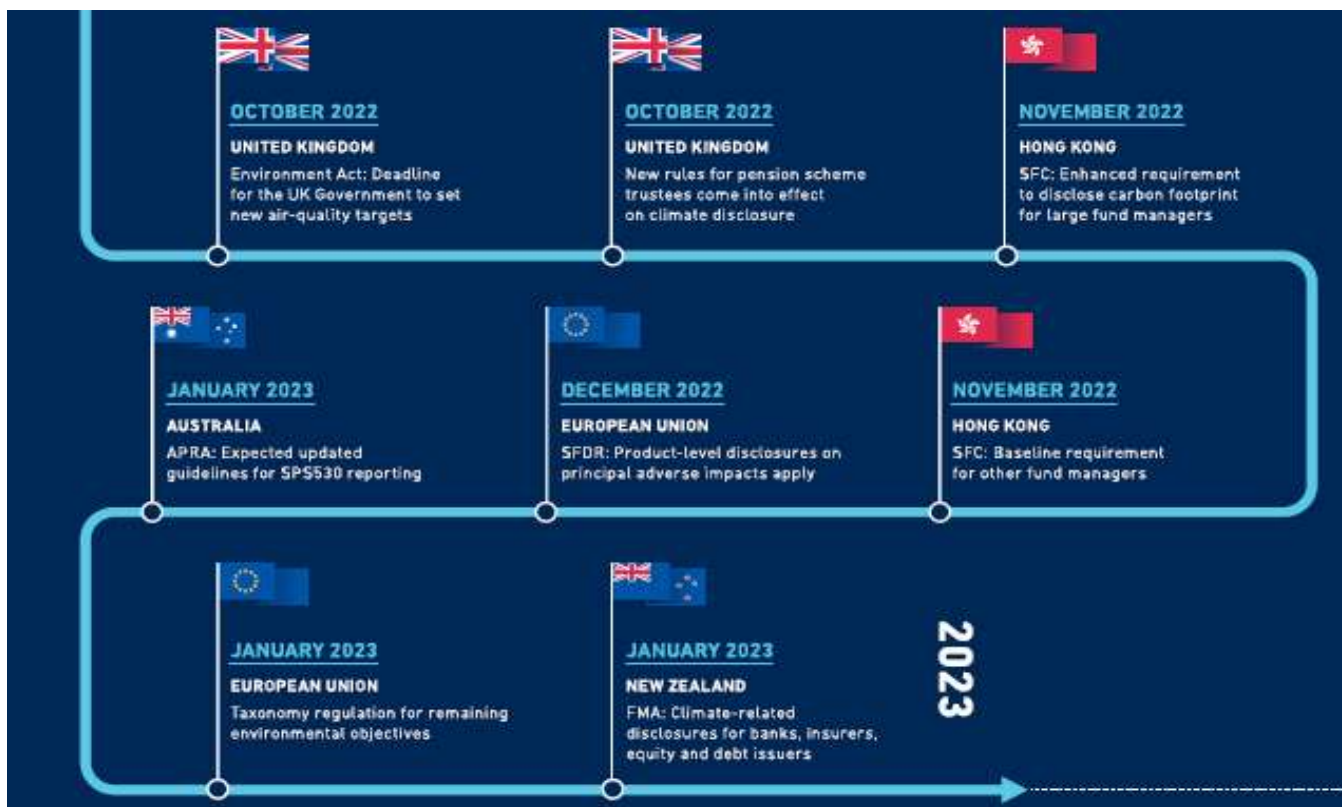 OCTOBER 2022
UNITED KINGDOM
Environment Act: Deadline
for the UK Government to set
new air-quality targets
OCTOBER 2022
UNITED KINGDOM
New rules for pension scheme
trustees come into effect
on climate disclosure
NOVEMBER 2022
HONG KONG
SFC: Enhanced requirement
to disclose carbon footprint
for large fund managers
JANUARY 2023
AUSTRALIA
APRA: Expected updated
guidelines for SPS530 reporting
DECEMBER 2022
EUROPEAN UNION
SFDR: Product-level disclosures on
principal adverse impacts apply
NOVEMBER 2022
HONG KONG
SFC: Baseline requirement
for other fund managers
JANUARY 2023
EUROPEAN UNION
Taxonomy regulation for remaining
environmental objectives
JANUARY 2023
NEW ZEALAND
FMA: Climate-related
disclosures for banks, insurers,
equity and debt issuers
2023